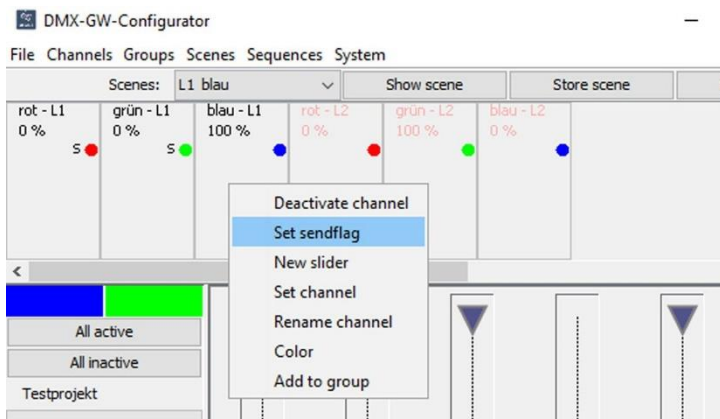 DMX-GW-Configurator
File Channels Groups Scenes Sequences System
Scenes: L1 blau Show scene Store scene
rot - L1 grün - L1 blau - L1 rot - L2 grün - L2 blau - L2
0 % 0 % 100 % 0 % 100 % 0 %
S S
Deactivate channel
Set sendflag
New slider
Set channel
Rename channel
Color
Add to group
All active
All inactive
Testprojekt